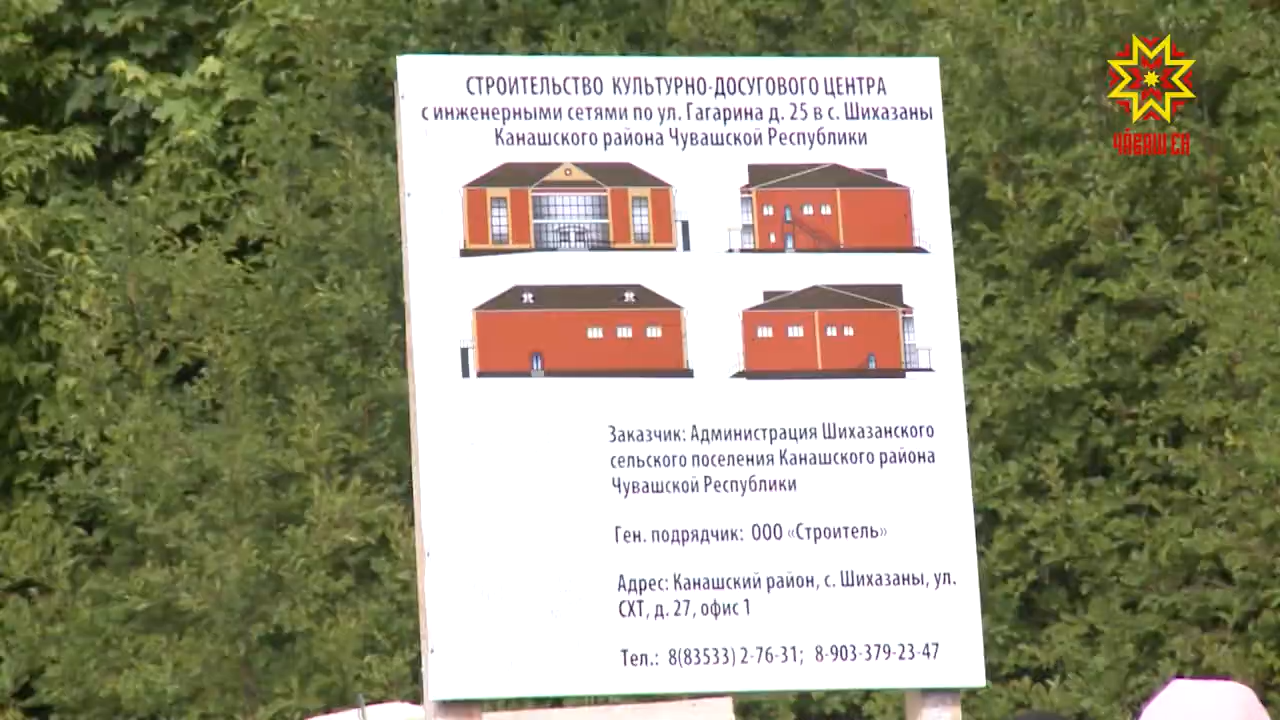 СТРОИТЕЛЬСТВО КУЛЬТУРНО-ДОСУГОВОГО ЦЕНТРА
с инженерными сетями по ул. Гагарина д. 25 в с. Шихазаны
Канашского района Чувашской Республики
ЧӐВАШ ЕН
Заказчик: Администрация Шихазанского
сельского поселения Канашского района
Чувашской Республики
Ген. подрядчик: ООО «Строитель»
Адрес: Канашский район, с. Шихазаны, ул.
СХТ, д. 27, офис 1
Тел.: 8(83533) 2-76-31; 8-903-379-23-47